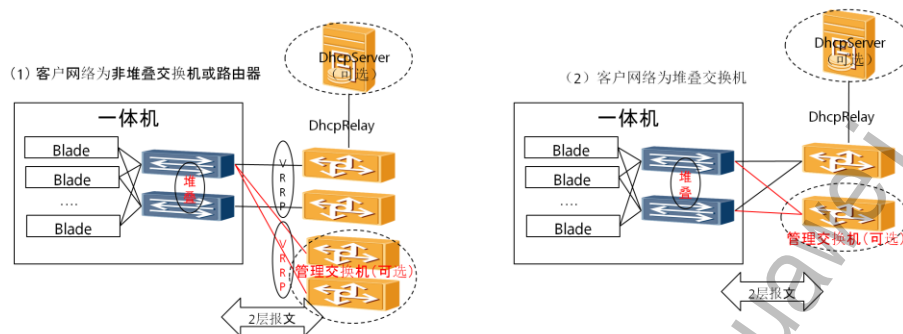 (1) 客户网络为非堆叠交换机或路由器
DhcpServer
(可选)
DhcpRelay
一体机
Blade
Blade
....
Blade
堆叠
VRRP
VRRP
管理交换机(可选)
2层报文
(2) 客户网络为堆叠交换机
DhcpServer
(可选)
DhcpRelay
一体机
Blade
Blade
....
Blade
堆叠
管理交换机(可选)
2层报文